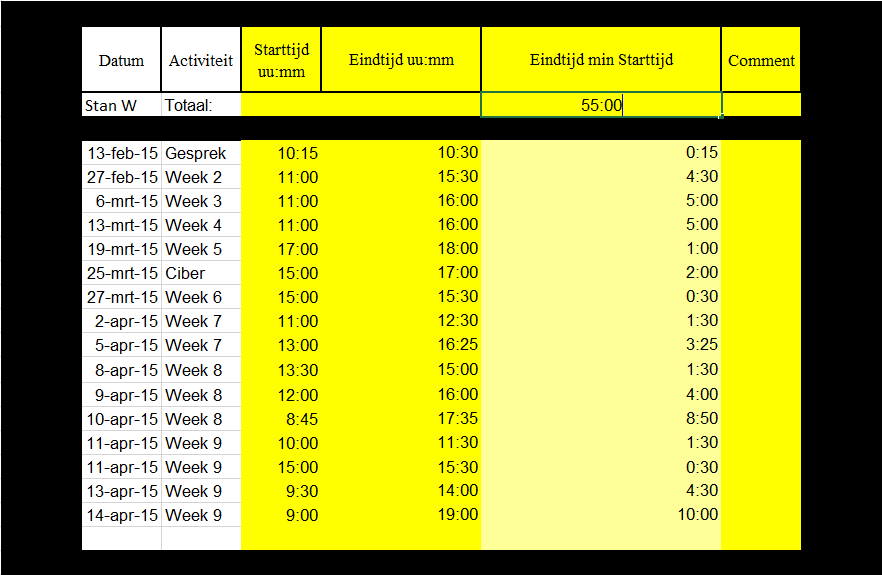 Datum Activiteit Starttijd uu:mm Eindtijd uu:mm Eindtijd min Starttijd Comment
Stan W Totaal: 55:00
13-feb-15 Gesprek 10:15 10:30 0:15
27-feb-15 Week 2 11:00 15:30 4:30
6-mrt-15 Week 3 11:00 16:00 5:00
13-mrt-15 Week 4 11:00 16:00 5:00
19-mrt-15 Week 5 17:00 18:00 1:00
25-mrt-15 Ciber 15:00 17:00 2:00
27-mrt-15 Week 6 15:00 15:30 0:30
2-apr-15 Week 7 11:00 12:30 1:30
5-apr-15 Week 7 13:00 16:25 3:25
8-apr-15 Week 8 13:30 15:00 1:30
9-apr-15 Week 8 12:00 16:00 4:00
10-apr-15 Week 8 8:45 17:35 8:50
11-apr-15 Week 9 10:00 11:30 1:30
11-apr-15 Week 9 15:00 15:30 0:30
13-apr-15 Week 9 9:30 14:00 4:30
14-apr-15 Week 9 9:00 19:00 10:00